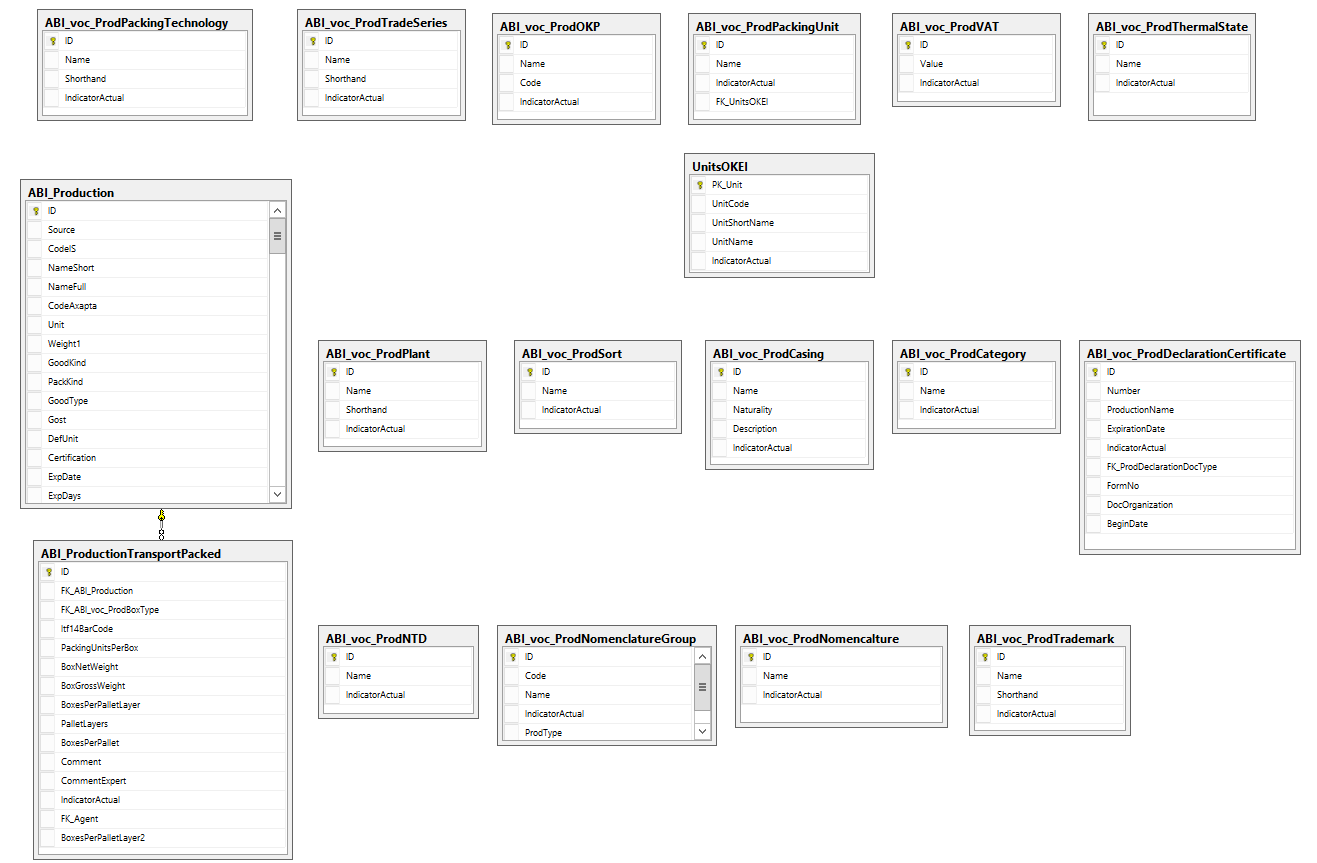 ABI_voc_ProdPackingTechnology
ID
Name
Shorthand
IndicatorActual
ABI_voc_ProdTradeSeries
ID
Name
Shorthand
IndicatorActual
ABI_voc_ProdOKP
ID
Name
Code
IndicatorActual
ABI_voc_ProdPackingUnit
ID
Name
IndicatorActual
FK_UnitsOKEI
ABI_voc_ProdVAT
ID
Value
IndicatorActual
ABI_voc_ProdThermalState
ID
Name
IndicatorActual
UnitsOKEI
PK_Unit
UnitCode
UnitShortName
UnitName
IndicatorActual
ABI_Production
ID
Source
CodeIS
NameShort
NameFull
CodeAxapta
Unit
Weight1
GoodKind
PackKind
GoodType
Gost
DefUnit
Certification
ExpDate
ExpDays
ABI_voc_ProdPlant
ID
Name
Shorthand
IndicatorActual
ABI_voc_ProdSort
ID
Name
IndicatorActual
ABI_voc_ProdCasing
ID
Name
Naturality
Description
IndicatorActual
ABI_voc_ProdCategory
ID
Name
IndicatorActual
ABI_voc_ProdDeclarationCertificate
ID
Number
ProductionName
ExpirationDate
IndicatorActual
FK_ProdDeclarationDocType
FormNo
DocOrganization
BeginDate
ABI_ProductionTransportPacked
ID
FK_ABI_Production
FK_ABI_voc_ProdBoxType
Itf14BarCode
PackingUnitsPerBox
BoxNetWeight
BoxGrossWeight
BoxesPerPalletLayer
PalletLayers
BoxesPerPallet
Comment
CommentExpert
IndicatorActual
FK_Agent
BoxesPerPalletLayer2
ABI_voc_ProdNTD
ID
Name
IndicatorActual
ABI_voc_ProdNomenclatureGroup
ID
Code
Name
IndicatorActual
ProdType
ABI_voc_ProdNomencalture
ID
Name
IndicatorActual
ABI_voc_ProdTrademark
ID
Name
Shorthand
IndicatorActual